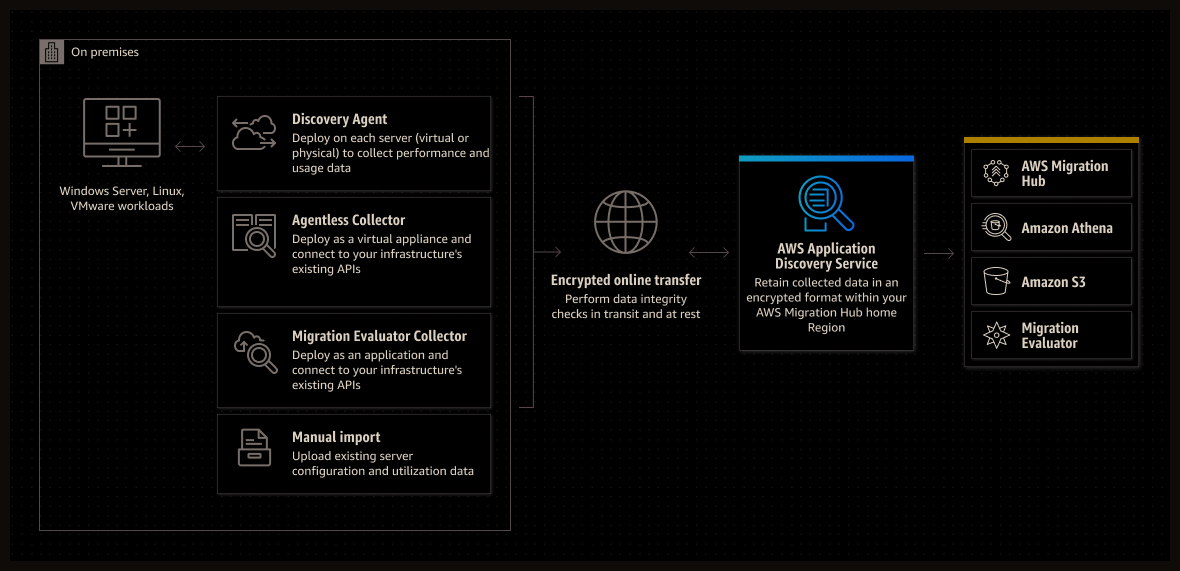 On premises
Windows Server, Linux,
VMware workloads
Discovery Agent
Deploy on each server (virtual or
physical) to collect performance and
usage data
Agentless Collector
Deploy as a virtual appliance and
connect to your infrastructure's
existing APIs
Migration Evaluator Collector
Deploy as an application and
connect to your infrastructure's
existing APIs
Manual import
Upload existing server
configuration and utilization data
Encrypted online transfer
Perform data integrity
checks in transit and at rest
AWS Application
Discovery Service
Retain collected data in an
encrypted format within your
AWS Migration Hub home
Region
AWS Migration
Hub
Amazon Athena
Amazon S3
Migration
Evaluator